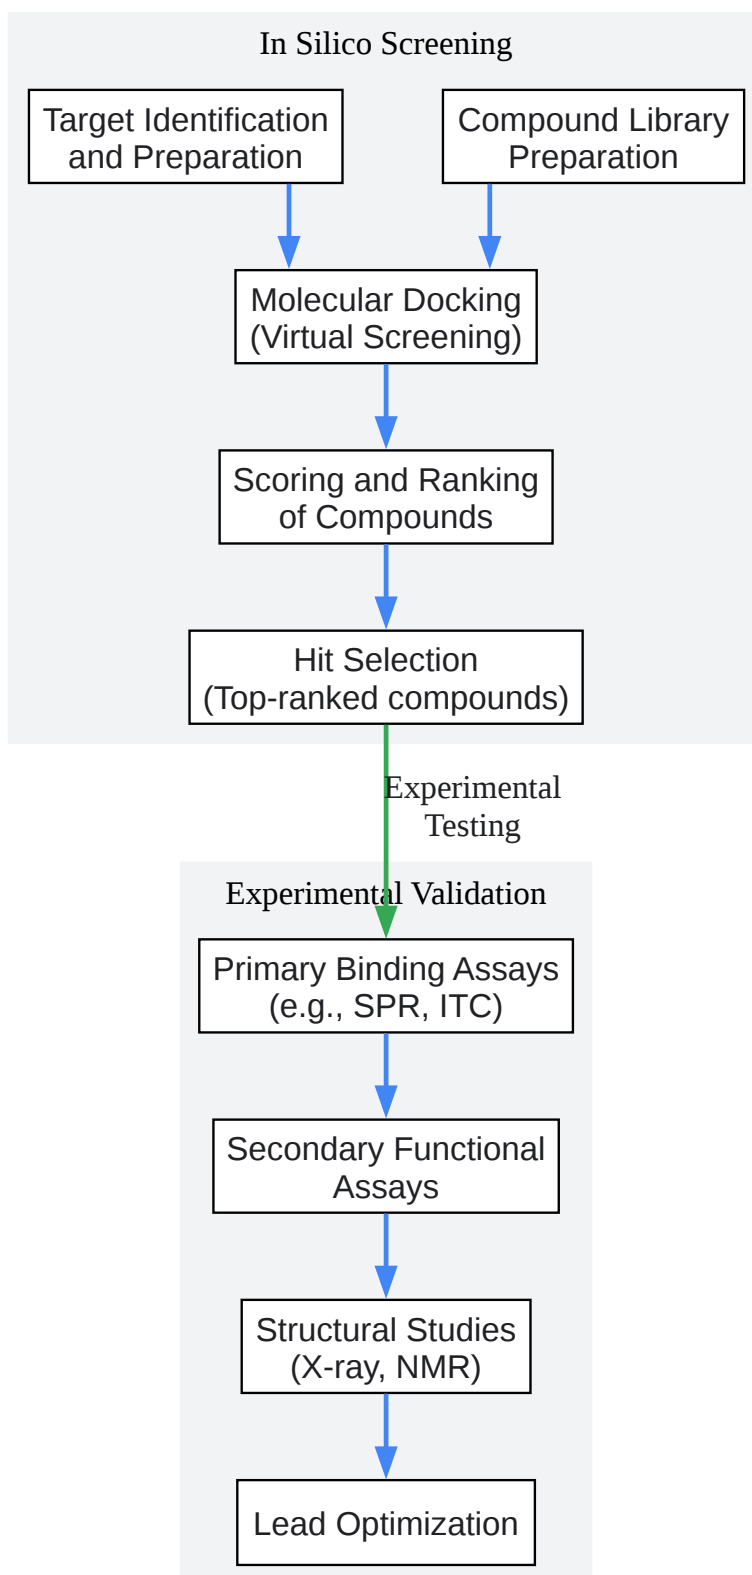 In Silico Screening
Target Identification
and Preparation
Compound Library
Preparation
Molecular Docking
(Virtual Screening)
Scoring and Ranking
of Compounds
Hit Selection
(Top-ranked compounds)
Experimental
Testing
Experimental Validation
Primary Binding Assays
(e.g., SPR, ITC)
Secondary Functional
Assays
Structural Studies
(X-ray, NMR)
Lead Optimization